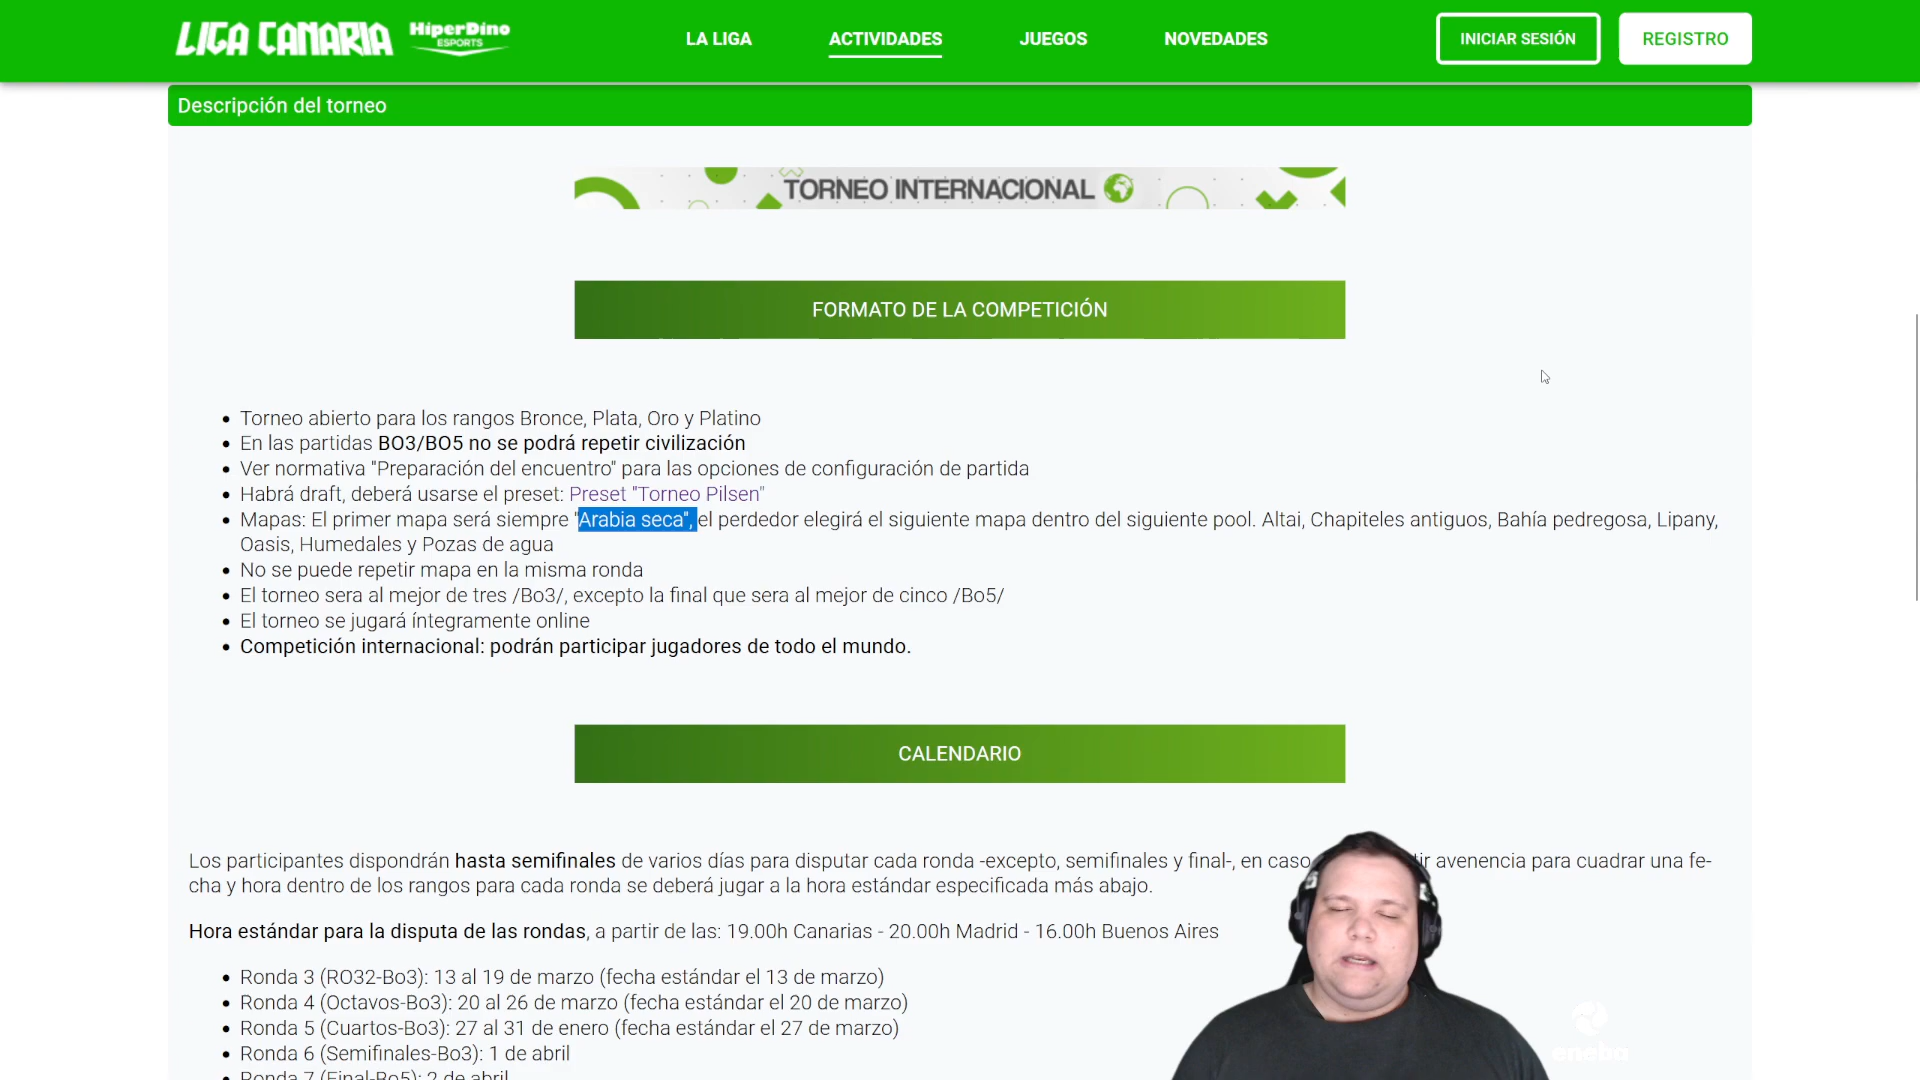 LIGA CANARIA HiperDino ESPORTS LA LIGA ACTIVIDADES JUEGOS NOVEDADES INICIAR SESIÓN REGISTRO
Descripción del torneo
TORNEO INTERNACIONAL
FORMATO DE LA COMPETICIÓN
Torneo abierto para los rangos Bronce, Plata, Oro y Platino
En las partidas BO3/BO5 no se podrá repetir civilización
Ver normativa "Preparación del encuentro" para las opciones de configuración de partida
Habrá draft, deberá usarse el preset: Preset "Torneo Pilsen"
Mapas: El primer mapa será siempre "Arabia seca", el perdedor elegirá el siguiente mapa dentro del siguiente pool. Altai, Chapiteles antiguos, Bahía pedregosa, Lipany,
Oasis, Humedales y Pozas de agua
No se puede repetir mapa en la misma ronda
El torneo sera al mejor de tres /Bo3/, excepto la final que sera al mejor de cinco /Bo5/
El torneo se jugará íntegramente online
Competición internacional: podrán participar jugadores de todo el mundo.
CALENDARIO
Los participantes dispondrán hasta semifinales de varios días para disputar cada ronda -excepto, semifinales y final-, en caso avenencia para cuadrar una fe-
cha y hora dentro de los rangos para cada ronda se deberá jugar a la hora estándar especificada más abajo.
Hora estándar para la disputa de las rondas, a partir de las: 19.00h Canarias - 20.00h Madrid - 16.00h Buenos Aires
Ronda 3 (RO32-Bo3): 13 al 19 de marzo (fecha estándar el 13 de marzo)
Ronda 4 (Octavos-Bo3): 20 al 26 de marzo (fecha estándar el 20 de marzo)
Ronda 5 (Cuartos-Bo3): 27 al 31 de enero (fecha estándar el 27 de marzo)
Ronda 6 (Semifinales-Bo3): 1 de abril
Ronda 7 (Final-Bo5): 2 de abril
eneba